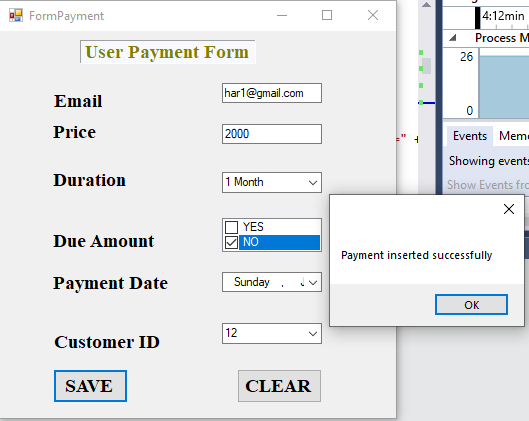 FormPayment
User Payment Form
Email
har1@gmail.com
Price
2000
Duration
1 Month
Due Amount
YES
NO
Payment Date
Sunday ,
Customer ID
12
SAVE
CLEAR
Payment inserted successfully
OK
4:12min
Process M
26
0
=" +
Events
Mem
Showing events
Show Events fro